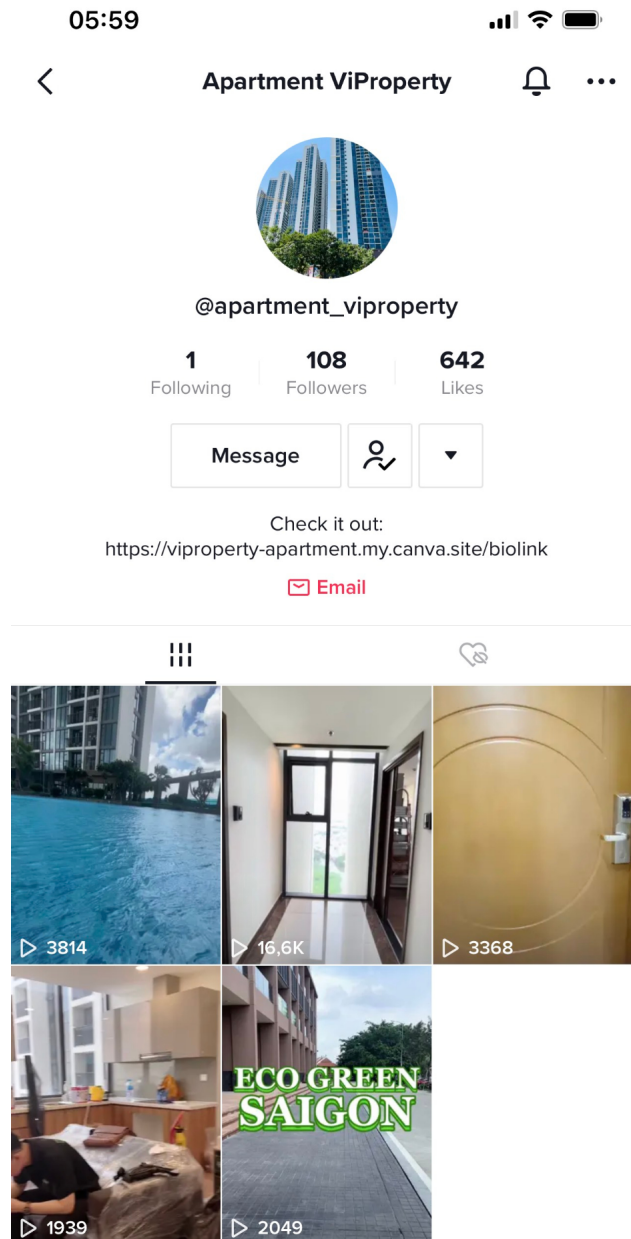 05:59
Apartment ViProperty
@apartment_viproperty
1
Following
108
Followers
642
Likes
Message
Check it out:
https://viproperty-apartment.my.canva.site/biolink
Email
3814
16,6K
3368
1939
ECO GREEN
SAIGON
2049